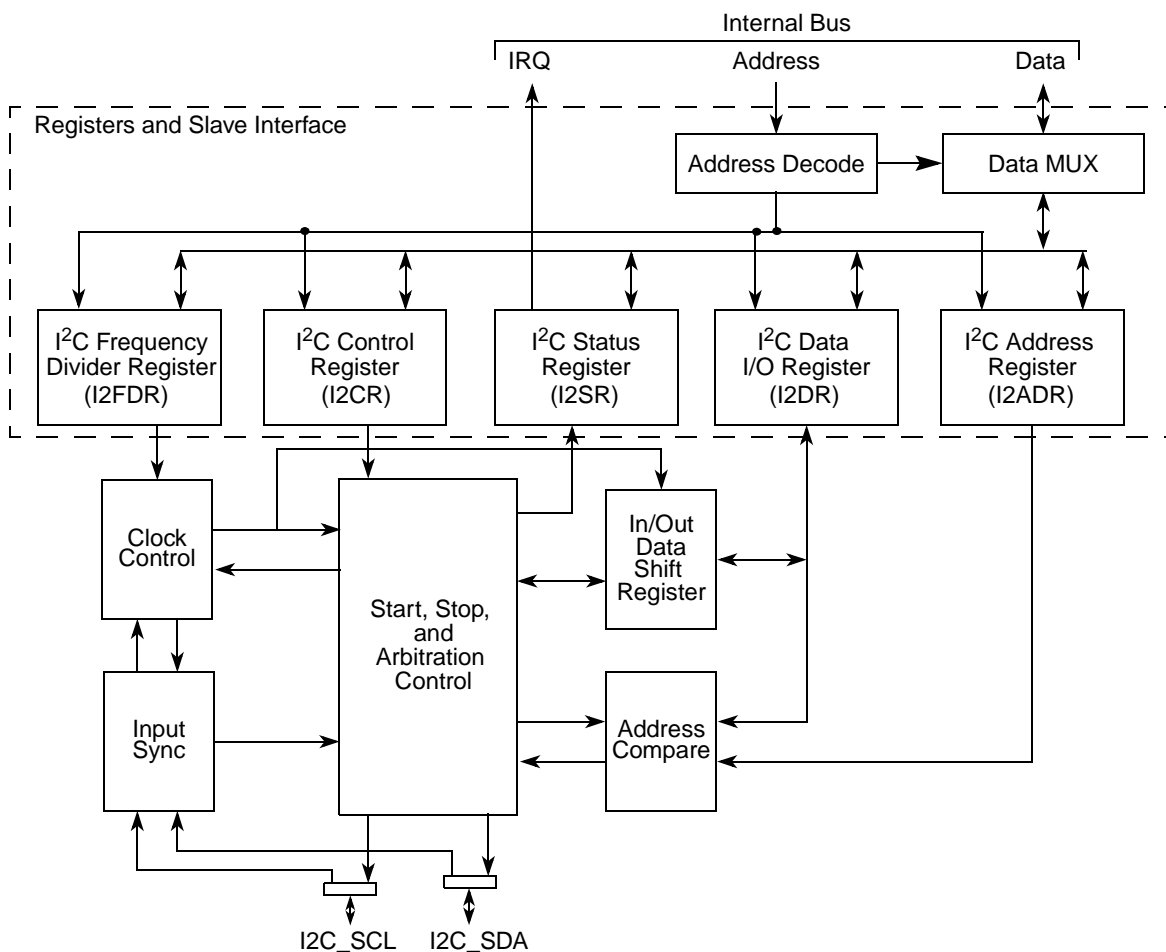 Internal Bus
IRQ
Address
Data
Registers and Slave Interface
Address Decode
Data MUX
I²C Frequency
Divider Register
(I2FDR)
I²C Control
Register
(I2CR)
I²C Status
Register
(I2SR)
I²C Data
I/O Register
(I2DR)
I²C Address
Register
(I2ADR)
Clock
Control
In/Out
Data
Shift
Register
Start, Stop,
and
Arbitration
Control
Input
Sync
Address
Compare
I2C_SCL
I2C_SDA